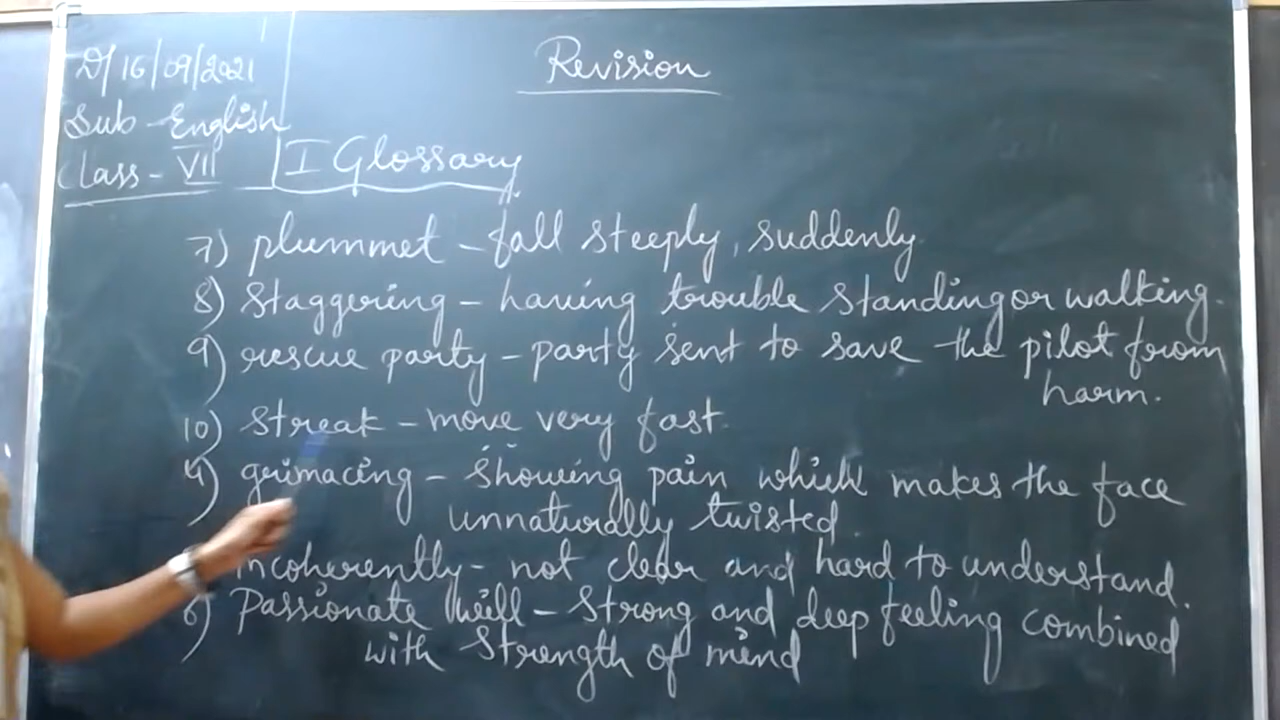 D/16/09/2021
Revision
Sub - English
Class - VII
I Glossary
7) plummet - fall steeply, suddenly
8) staggering - having trouble standing or walking.
9) rescue party - party sent to save the pilot from
harm.
10) streak - move very fast.
4) grimacing - showing pain which makes the face
unnaturally twisted.
incoherently - not clear and hard to understand.
6) Passionate will - strong and deep feeling combined
with strength of mind